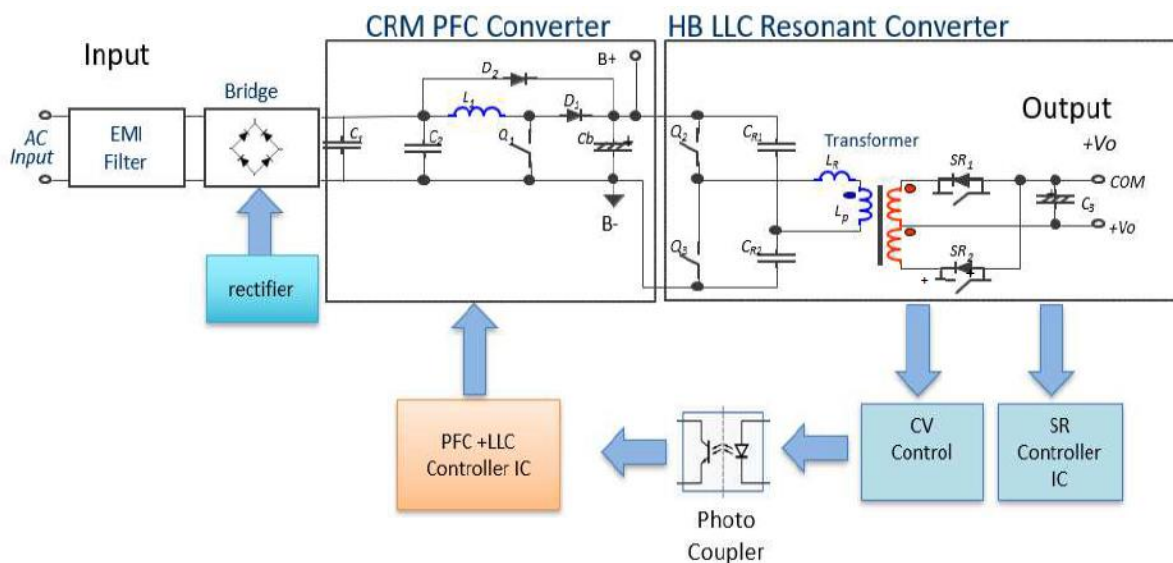 CRM PFC Converter
HB LLC Resonant Converter
Input
B+
D2
Bridge
L1
D1
Output
AC
Input
EMI
Filter
C1
C2
Q1
Cb
Q2
CR1
Transformer
+Vo
LR
SR1
COM
C3
Lp
B-
+Vo
Q3
CR2
SR2
+
+
rectifier
PFC +LLC
Controller IC
CV
Control
SR
Controller
IC
Photo
Coupler